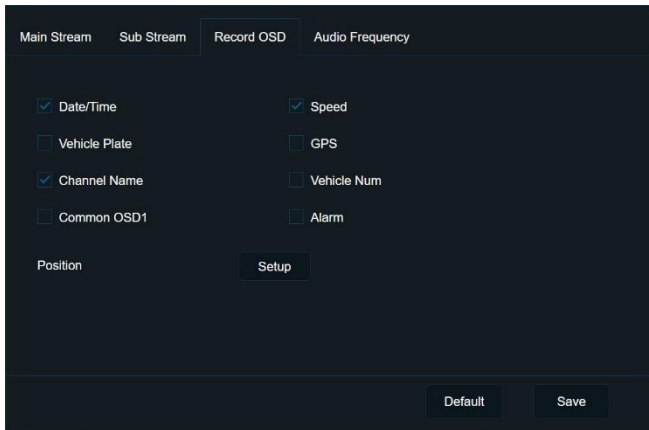 Main Stream Sub Stream Record OSD Audio Frequency
Date/Time Speed
Vehicle Plate GPS
Channel Name Vehicle Num
Common OSD1 Alarm
Position Setup
Default Save